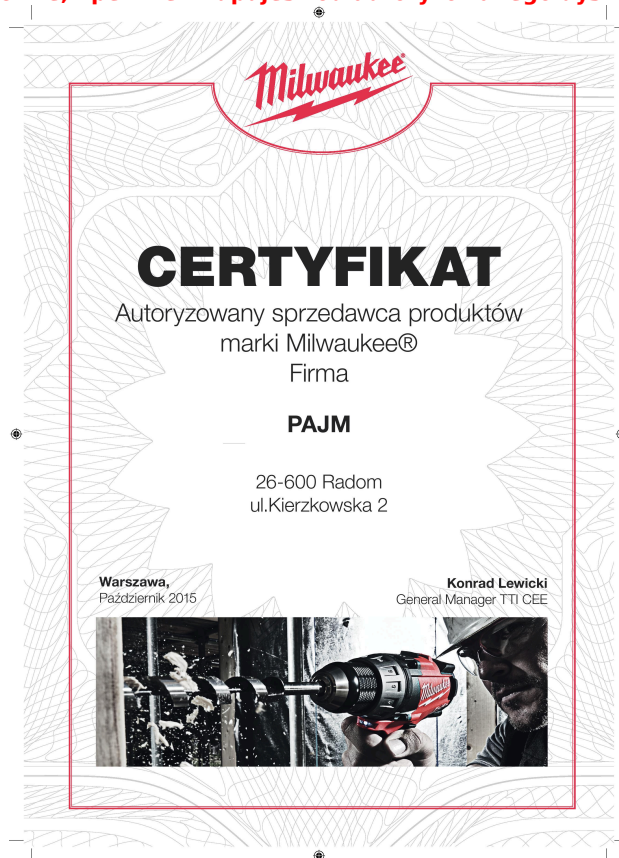 Milwaukee®
CERTYFIKAT
Autoryzowany sprzedawca produktów
marki Milwaukee®
Firma
PAJM
26-600 Radom
ul.Kierzkowska 2
Warszawa,
Październik 2015
Konrad Lewicki
General Manager TTI CEE
Milwaukee